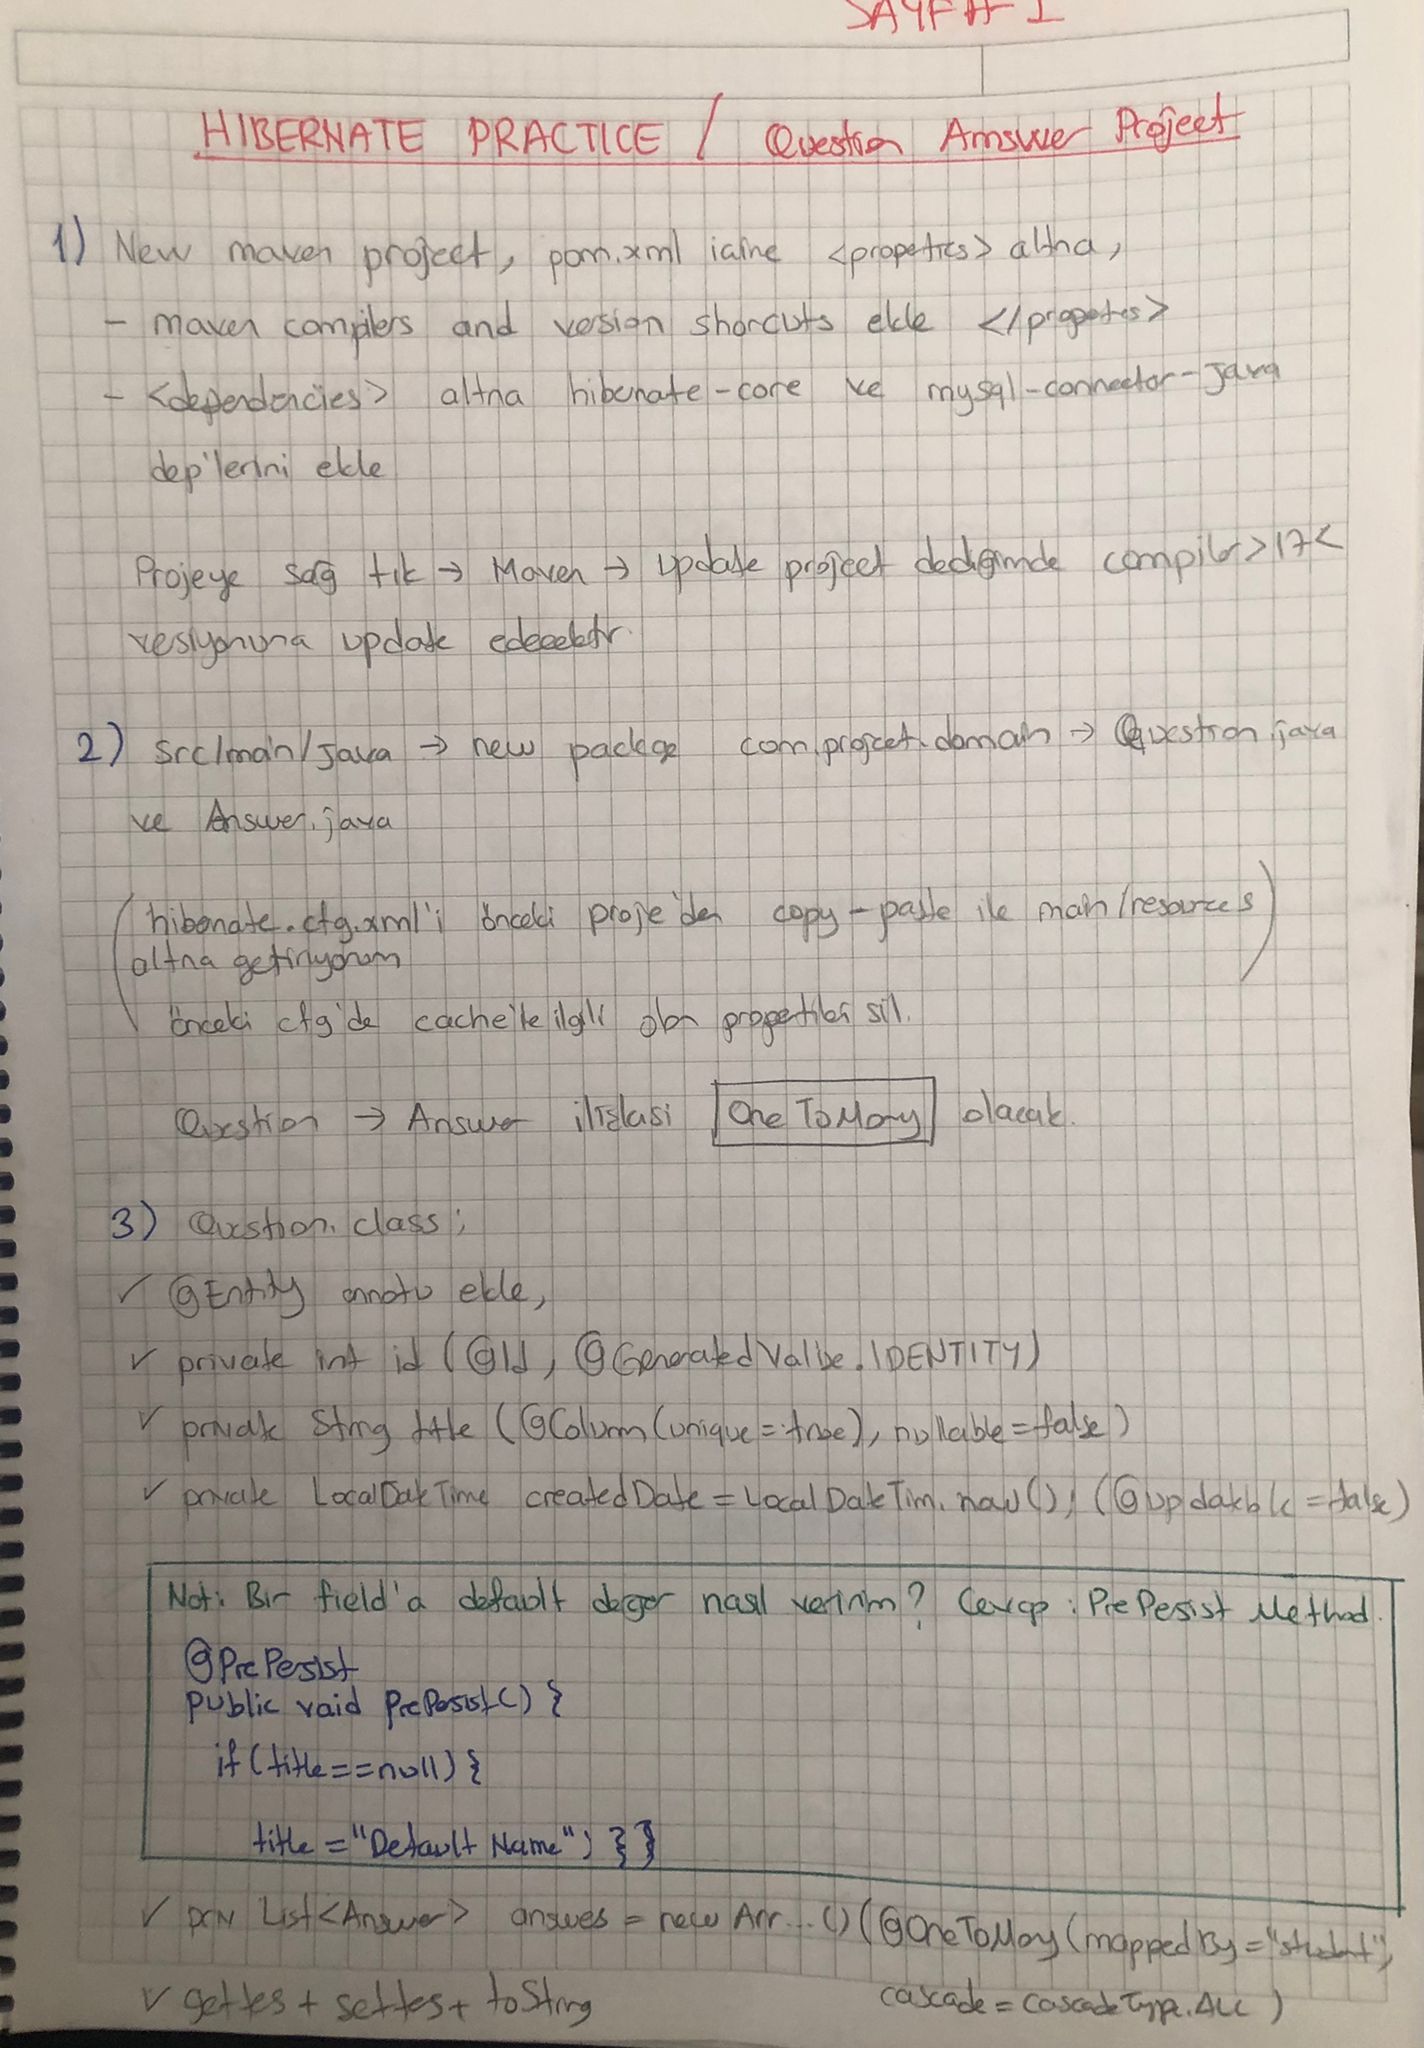 SAYFA-1
HIBERNATE PRACTICE / Question Answer Project
1) New maven project, pom.xml içine <properties> altına,
- maven compilers and version shorcuts ekle </properties>
- <dependencies> altına hibernate-core ve mysql-connector-java
dep'lerini ekle
Projeye sağ tık → Maven → update project dediğimde compiler>17<
versiyonuna update edecektir.
2) src/main/java → new package com.project.domain → Question.java
ve Answer.java
(hibernate.cfg.xml'i önceki proje'den copy-paste ile main/resources
altına getiriyorum)
önceki cfg'de cache ile ilgili olan propertileri sil.
Question → Answer ilişkisi OneToMany olacak.
3) Question.class;
✓ @Entity annotu ekle,
✓ private int id (@Id, @GeneratedValue.IDENTITY)
✓ private String title (@Column(unique=true), nullable=false)
✓ private LocalDateTime createdDate = LocalDateTim.now(); (@updatable=false)
Not: Bir field'a default değer nasıl veririm? Cevap: PrePersist Method.
@PrePersist
public void prePersist() {
if (title==null) {
title="Default Name"; } }
✓ priv List<Answer> answers = new Arr...() (@OneToMany(mappedBy="student",
cascade = cascadeType.ALL)
✓ getters + setters + toString